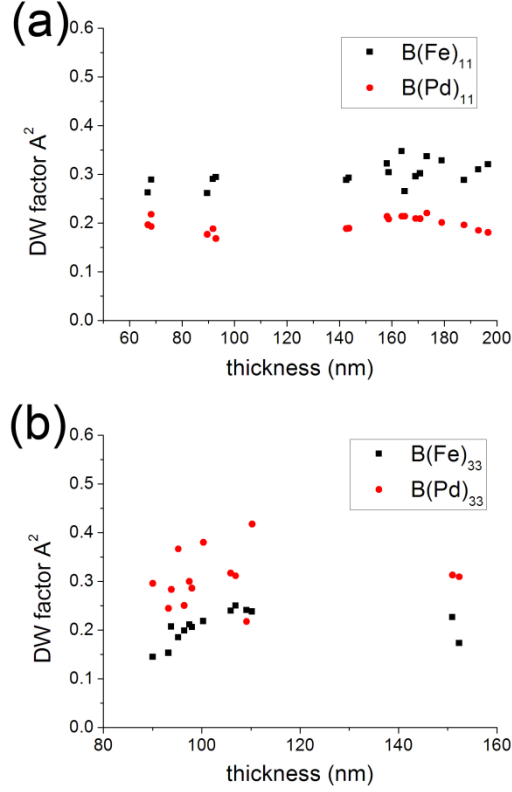 (a)
0.6
0.5
0.4
0.3
0.2
0.1
0.0
DW factor A²
B(Fe)₁₁
B(Pd)₁₁
60 80 100 120 140 160 180 200
thickness (nm)
(b)
0.6
0.5
0.4
0.3
0.2
0.1
0.0
DW factor A²
B(Fe)₃₃
B(Pd)₃₃
80 100 120 140 160
thickness (nm)